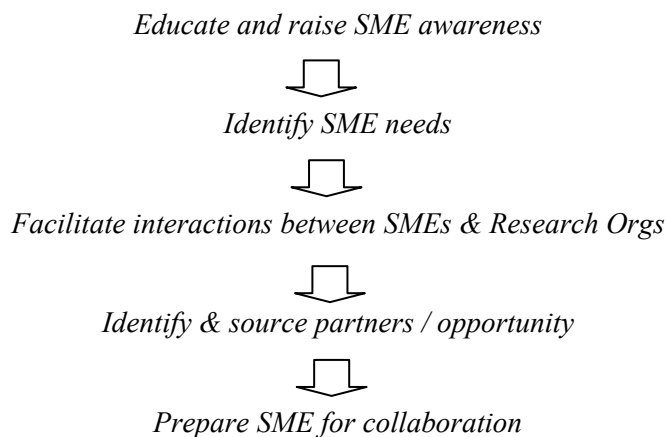 Educate and raise SME awareness
Identify SME needs
Facilitate interactions between SMEs & Research Orgs
Identify & source partners / opportunity
Prepare SME for collaboration